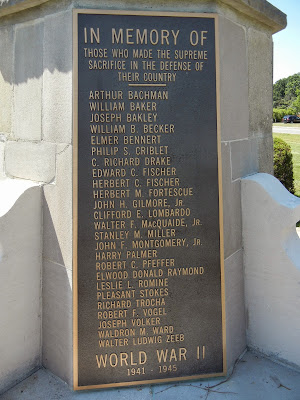 IN MEMORY OF
THOSE WHO MADE THE SUPREME
SACRIFICE IN THE DEFENSE OF
THEIR COUNTRY
ARTHUR BACHMAN
WILLIAM BAKER
JOSEPH BAKLEY
WILLIAM B. BECKER
ELMER BENNERT
PHILIP S. CRIBLET
C. RICHARD DRAKE
EDWARD C. FISCHER
HERBERT C. FISCHER
HERBERT M. FORTESCUE
JOHN H. GILMORE, JR.
CLIFFORD E. LOMBARDO
WALTER F. MACQUAIDE, JR.
STANLEY M. MILLER
JOHN F. MONTGOMERY, JR.
HARRY PALMER
ROBERT C. PFEFFER
ELWOOD DONALD RAYMOND
LESLIE L. ROMINE
PLEASANT STOKES
RICHARD TROCHA
ROBERT F. VOGEL
JOSEPH VOLKER
WALDRON M. WARD
WALTER LUDWIG ZEEB
WORLD WAR II
1941 - 1945